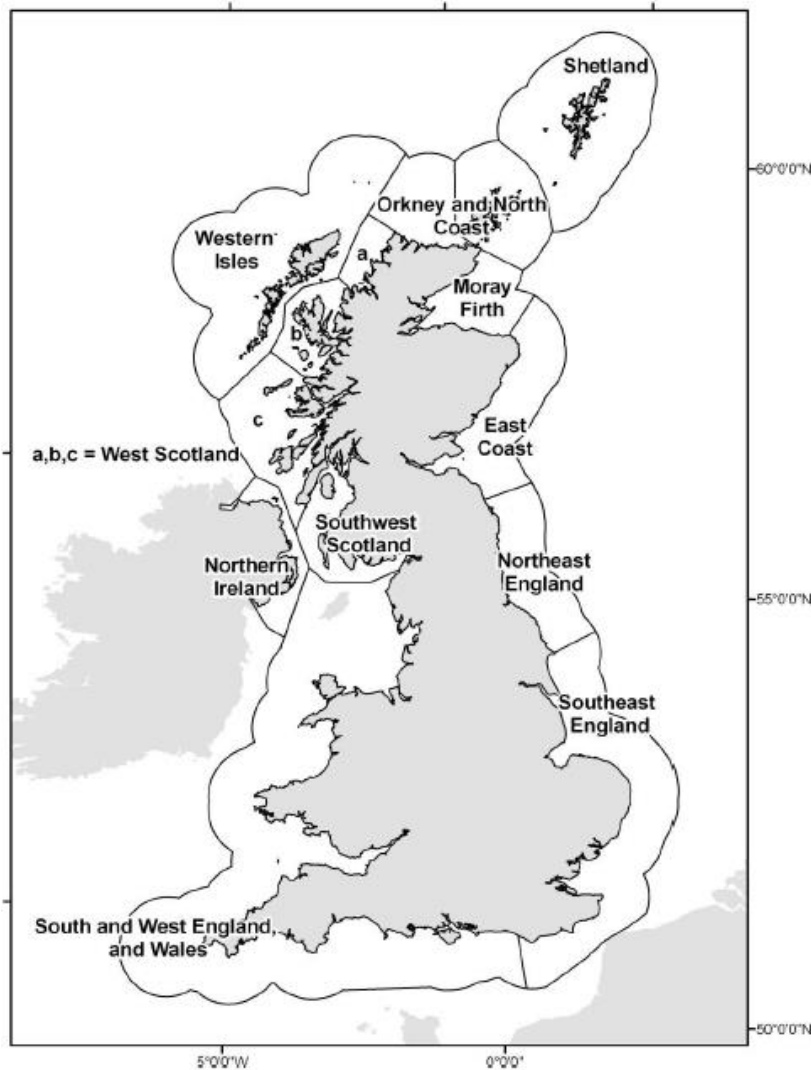 Shetland
60°0'0"N
Orkney and North
Coast
Western
Isles
a
Moray
Firth
b
c
East
Coast
a,b,c = West Scotland
Southwest
Scotland
Northern
Ireland
Northeast
England
55°0'0"N
Southeast
England
South and West England,
and Wales
50°0'0"N
5°0'0"W
0°0'0"